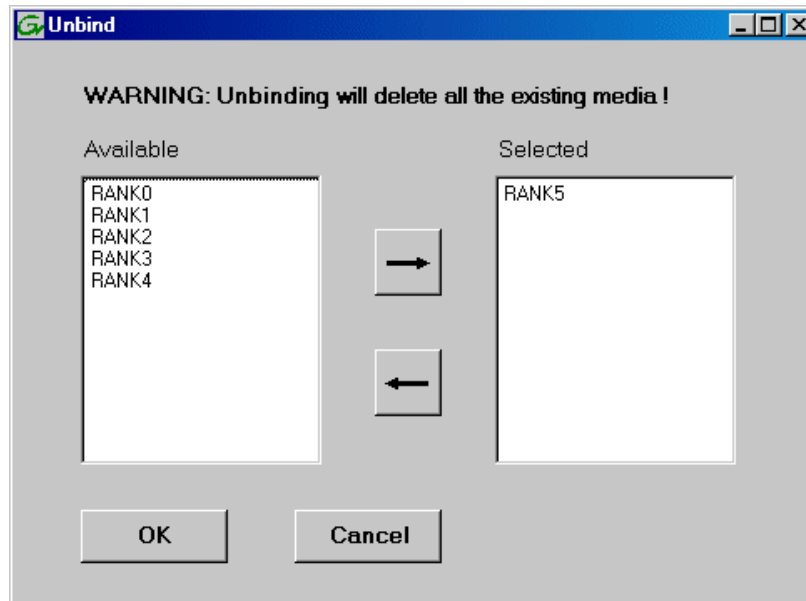 Unbind
WARNING: Unbinding will delete all the existing media !
Available
Selected
RANK0
RANK1
RANK2
RANK3
RANK4
RANK5
OK
Cancel